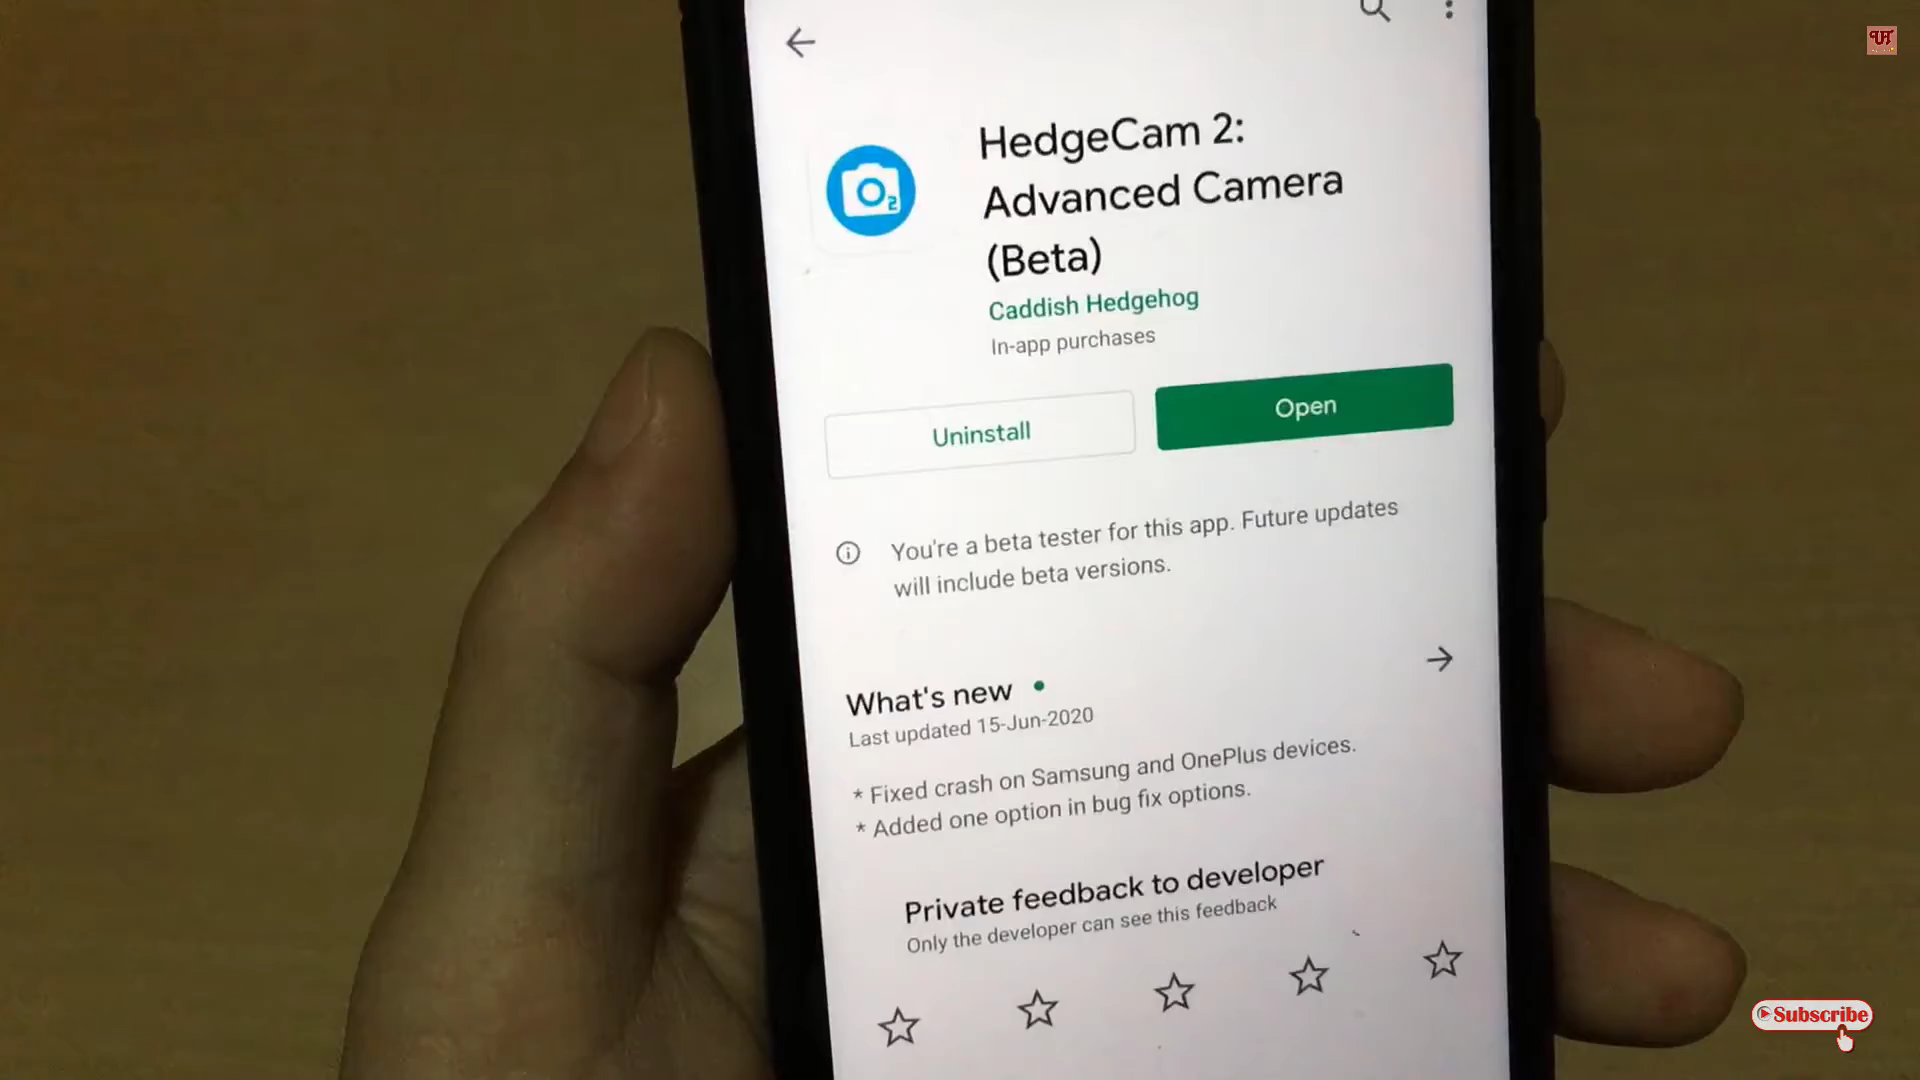 HedgeCam 2:
Advanced Camera
(Beta)
Caddish Hedgehog
In-app purchases
Uninstall
Open
You're a beta tester for this app. Future updates
will include beta versions.
What's new
Last updated 15-Jun-2020
* Fixed crash on Samsung and OnePlus devices.
* Added one option in bug fix options.
Private feedback to developer
Only the developer can see this feedback
Subscribe